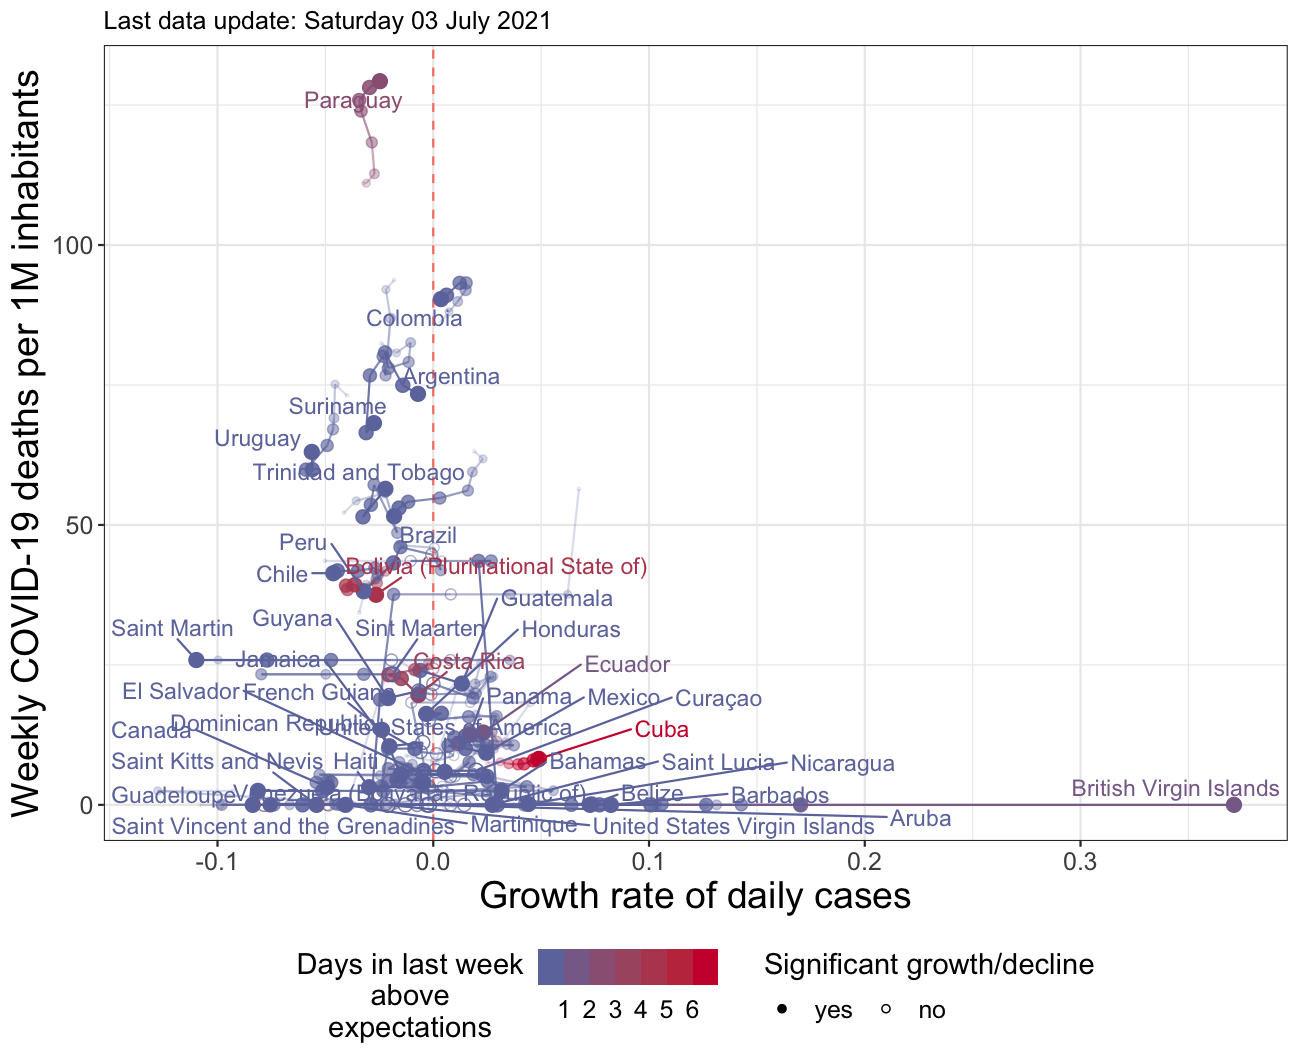 Last data update: Saturday 03 July 2021
Weekly COVID-19 deaths per 1M inhabitants
100
50
0
Paraguay
Colombia
Argentina
Suriname
Uruguay
Trinidad and Tobago
Brazil
Peru
Bolivia (Plurinational State of)
Chile
Guatemala
Guyana
Saint Martin
Sint Maarten
Honduras
Jamaica
Costa Rica
Ecuador
El Salvador
French Guiana
Panama
Mexico
Curaçao
Dominican Republic
United States of America
Canada
Cuba
Saint Kitts and Nevis
Haiti
Bahamas
Saint Lucia
Nicaragua
British Virgin Islands
Guadeloupe
Venezuela (Bolivarian Republic of)
Belize
Barbados
Saint Vincent and the Grenadines
Martinique
United States Virgin Islands
Aruba
-0.1
0.0
0.1
0.2
0.3
Growth rate of daily cases
Days in last week
above
expectations
1 2 3 4 5 6
Significant growth/decline
yes
no